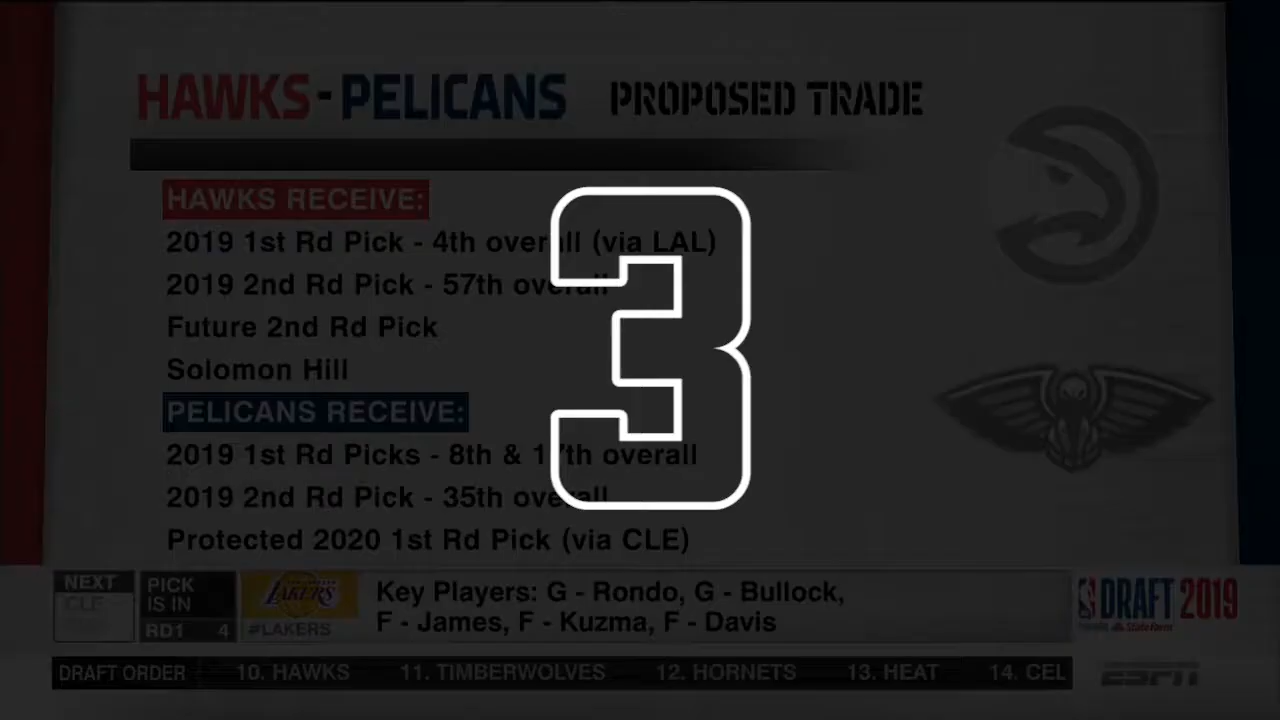 HAWKS - PELICANS PROPOSED TRADE
HAWKS RECEIVE:
2019 1st Rd Pick - 4th overall (via LAL)
2019 2nd Rd Pick - 57th overall
Future 2nd Rd Pick
Solomon Hill
3
PELICANS RECEIVE:
2019 1st Rd Picks - 8th & 17th overall
2019 2nd Rd Pick - 35th overall
Protected 2020 1st Rd Pick (via CLE)
NEXT
CLE
PICK
IS IN
RD1 4
LAKERS
#LAKERS
Key Players: G - Rondo, G - Bullock,
F - James, F - Kuzma, F - Davis
NBA DRAFT 2019
State Farm
DRAFT ORDER 10. HAWKS 11. TIMBERWOLVES 12. HORNETS 13. HEAT 14. CEL
ESPN